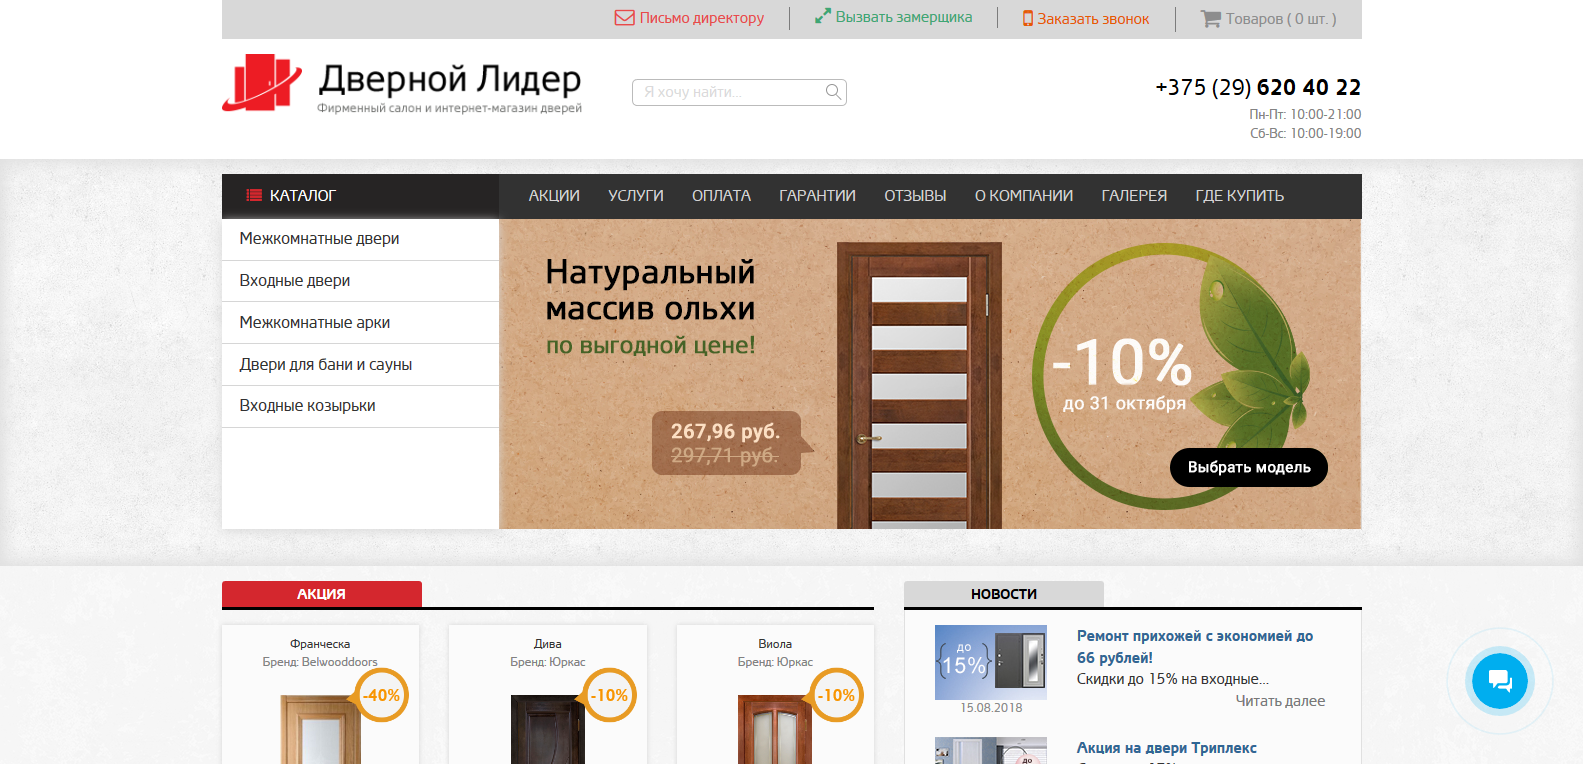 Письмо директору
Вызвать замерщика
Заказать звонок
Товаров ( 0 шт. )
Дверной Лидер
Фирменный салон и интернет-магазин дверей
Я хочу найти...
+375 (29) 620 40 22
Пн-Пт: 10:00-21:00
Сб-Вс: 10:00-19:00
КАТАЛОГ
АКЦИИ
УСЛУГИ
ОПЛАТА
ГАРАНТИИ
ОТЗЫВЫ
О КОМПАНИИ
ГАЛЕРЕЯ
ГДЕ КУПИТЬ
Межкомнатные двери
Входные двери
Межкомнатные арки
Двери для бани и сауны
Входные козырьки
Натуральный
массив ольхи
по выгодной цене!
267,96 руб.
297,71 руб.
-10%
до 31 октября
Выбрать модель
АКЦИЯ
Франческа
Бренд: Belwooddoors
-40%
Дива
Бренд: Юркас
-10%
Виола
Бренд: Юркас
-10%
НОВОСТИ
до
15%
15.08.2018
Ремонт прихожей с экономией до
66 рублей!
Скидки до 15% на входные...
Читать далее
до
Акция на двери Триплекс